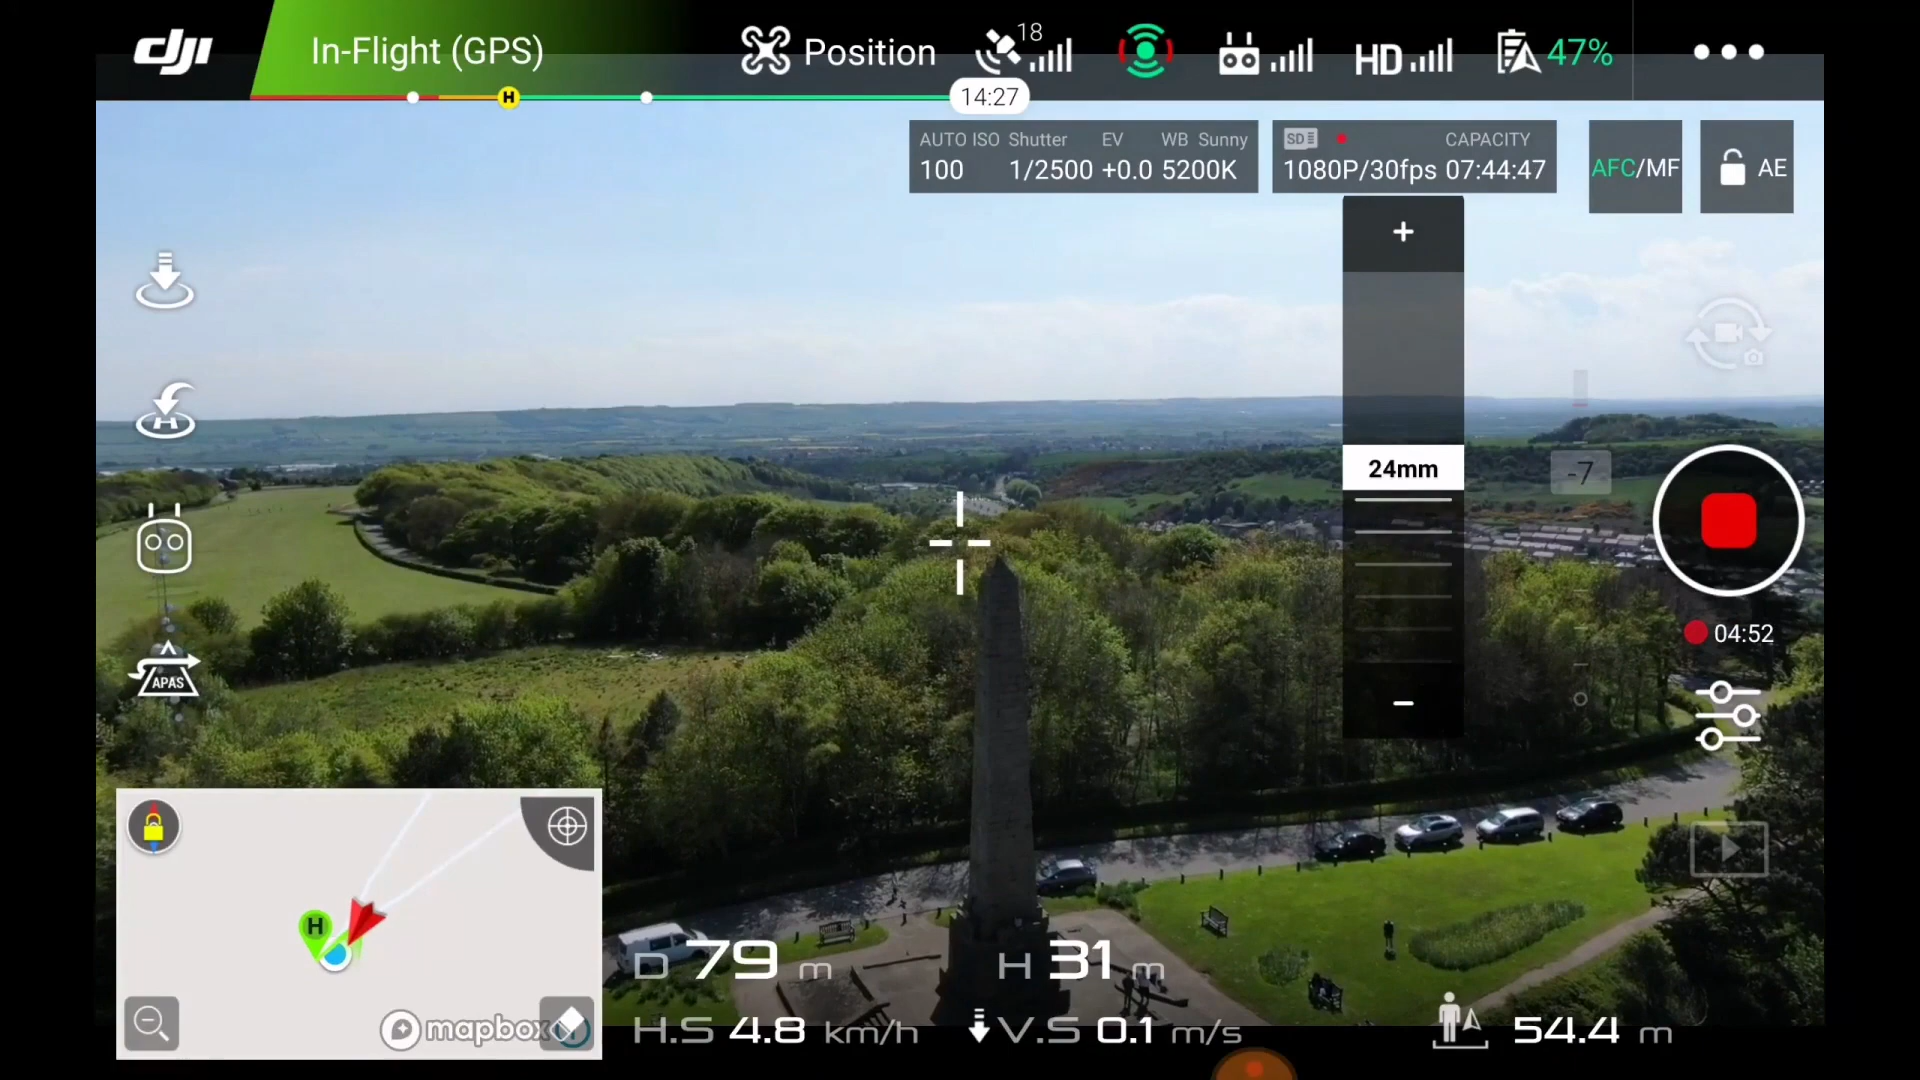 dji In-Flight (GPS) Position 18 HD 47%
H 14:27
AUTO ISO Shutter EV WB Sunny
100 1/2500 +0.0 5200K
SD CAPACITY
1080P/30fps 07:44:47
AFC/MF
AE
+
24mm
-7
−
04:52
H
APAS
H
mapbox
D 79 m H 31 m
H.S 4.8 km/h V.S 0.1 m/s 54.4 m